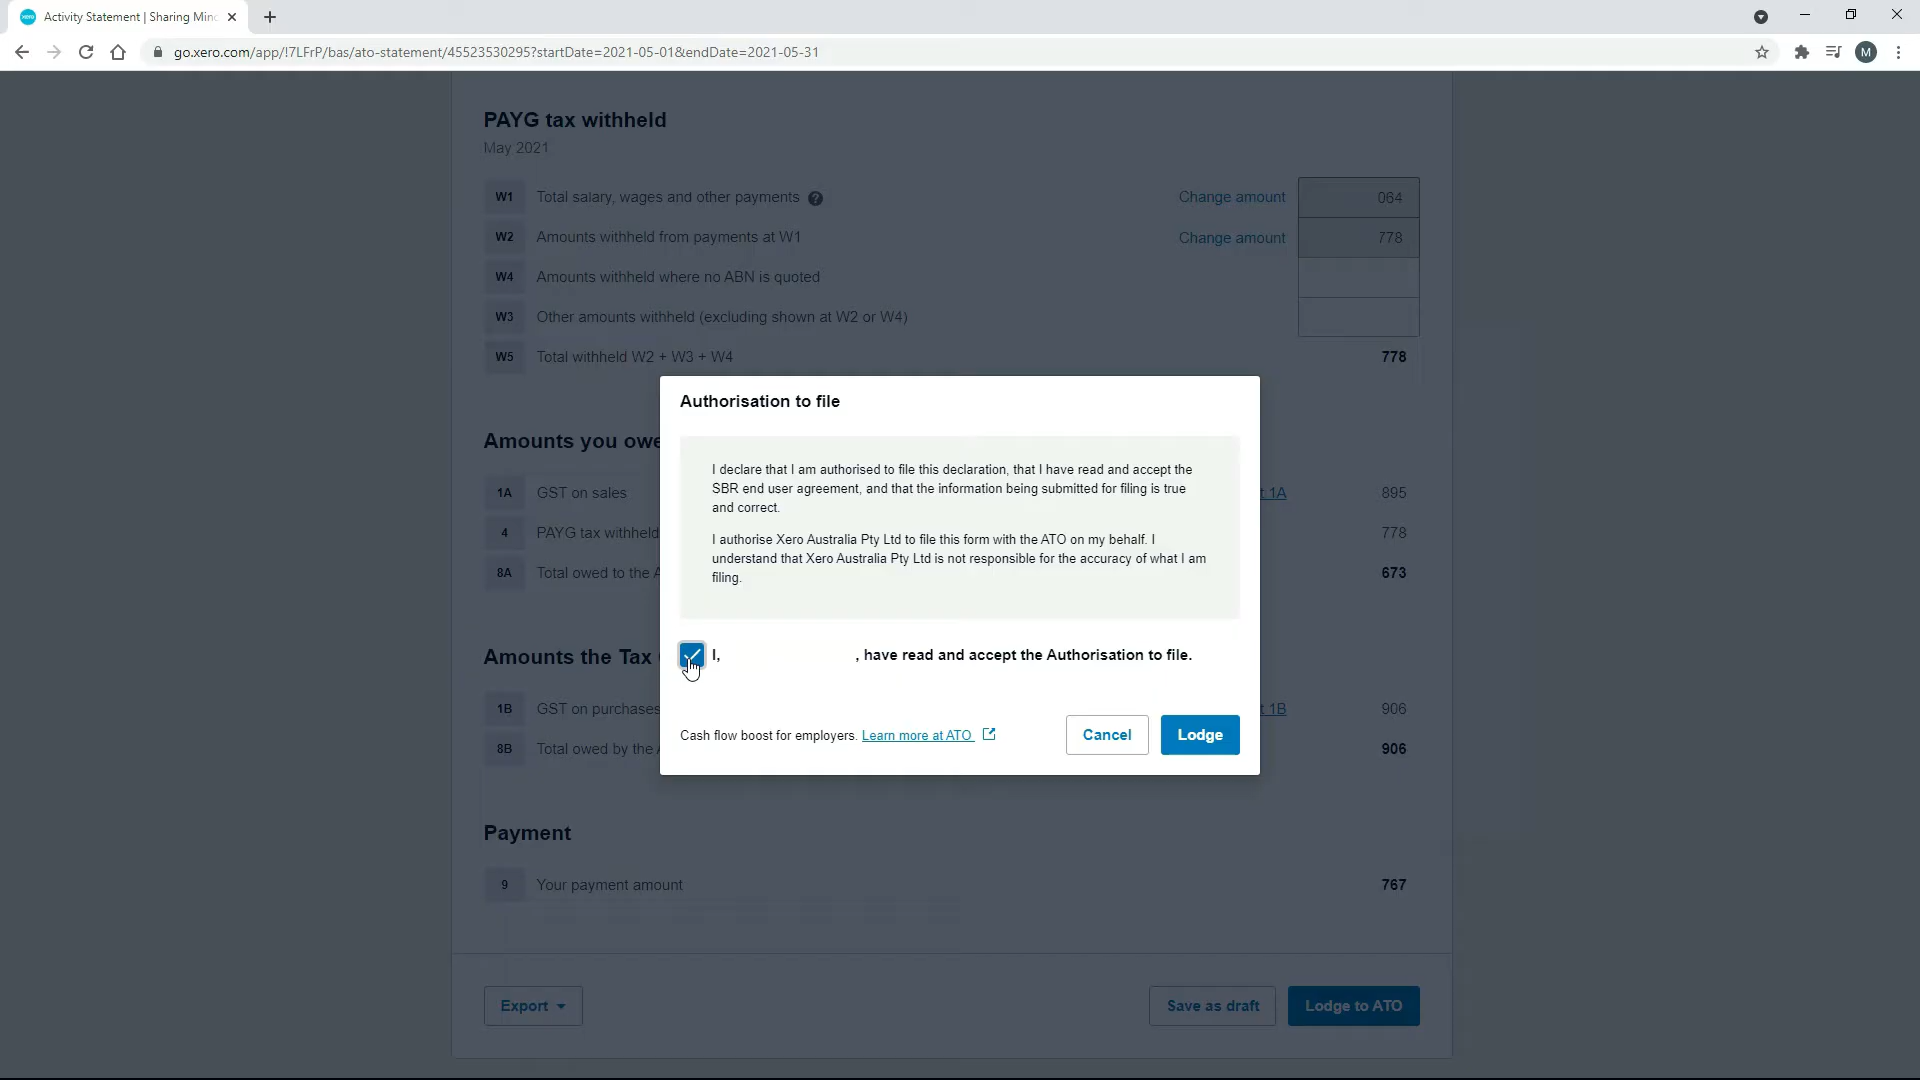 Activity Statement | Sharing Minc
go.xero.com/app/!7LFrP/bas/ato-statement/45523530295?startDate=2021-05-01&endDate=2021-05-31
M
PAYG tax withheld
May 2021
W1 Total salary, wages and other payments ? Change amount 064
W2 Amounts withheld from payments at W1 Change amount 778
W4 Amounts withheld where no ABN is quoted
W3 Other amounts withheld (excluding shown at W2 or W4)
W5 Total withheld W2 + W3 + W4 778
Amounts you owe
1A GST on sales t 1A 895
4 PAYG tax withheld 778
8A Total owed to the A 673
Amounts the Tax
1B GST on purchases t 1B 906
8B Total owed by the A 906
Payment
9 Your payment amount 767
Export Save as draft Lodge to ATO
Authorisation to file
I declare that I am authorised to file this declaration, that I have read and accept the
SBR end user agreement, and that the information being submitted for filing is true
and correct.
I authorise Xero Australia Pty Ltd to file this form with the ATO on my behalf. I
understand that Xero Australia Pty Ltd is not responsible for the accuracy of what I am
filing.
I, , have read and accept the Authorisation to file.
Cash flow boost for employers. Learn more at ATO Cancel Lodge